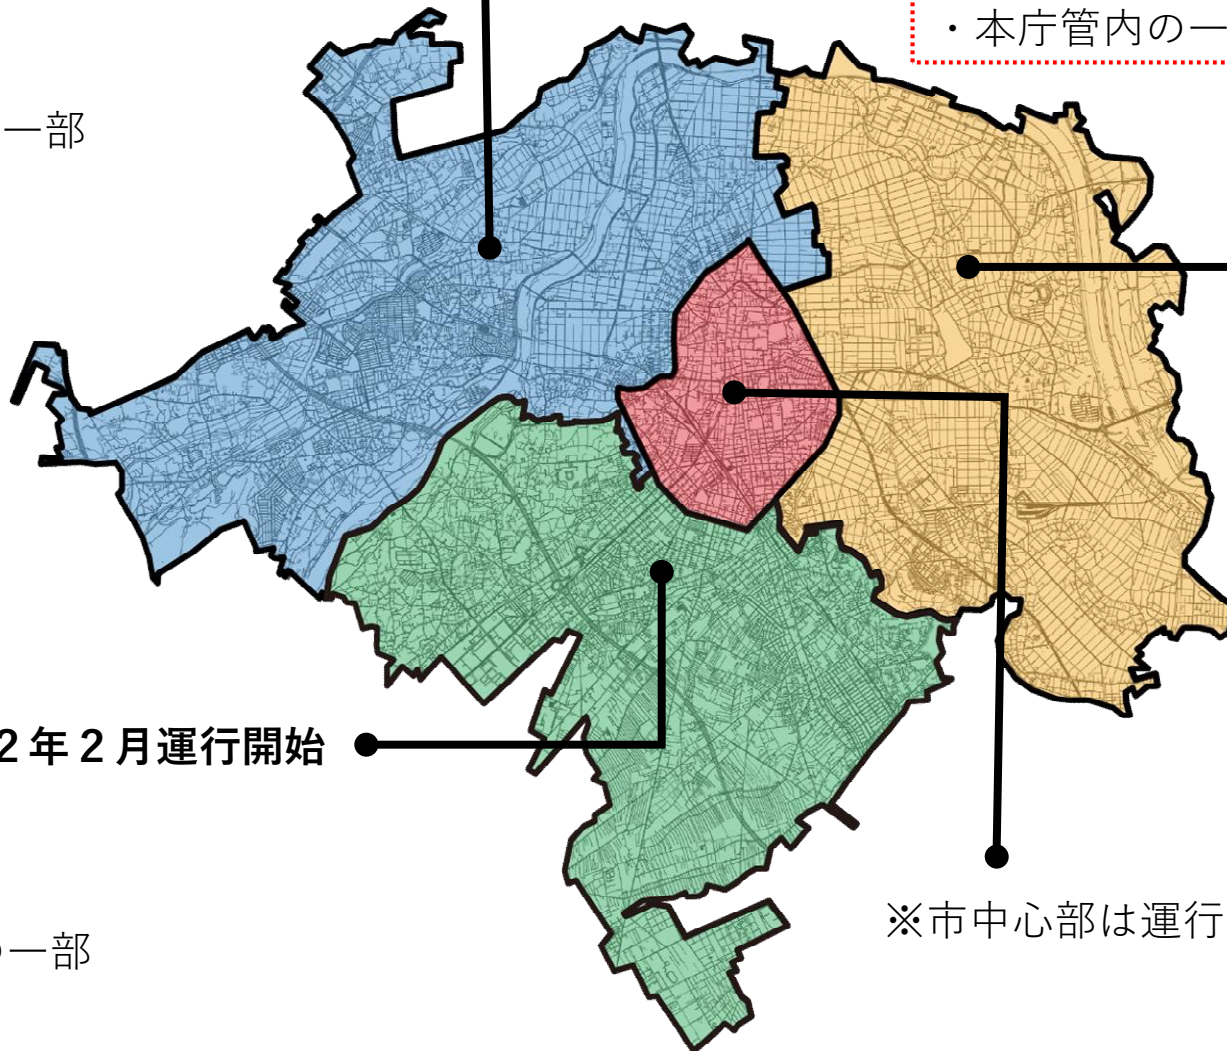 ・本庁管内の一
一部
２年２月運行開始
※市中心部は運行
の一部